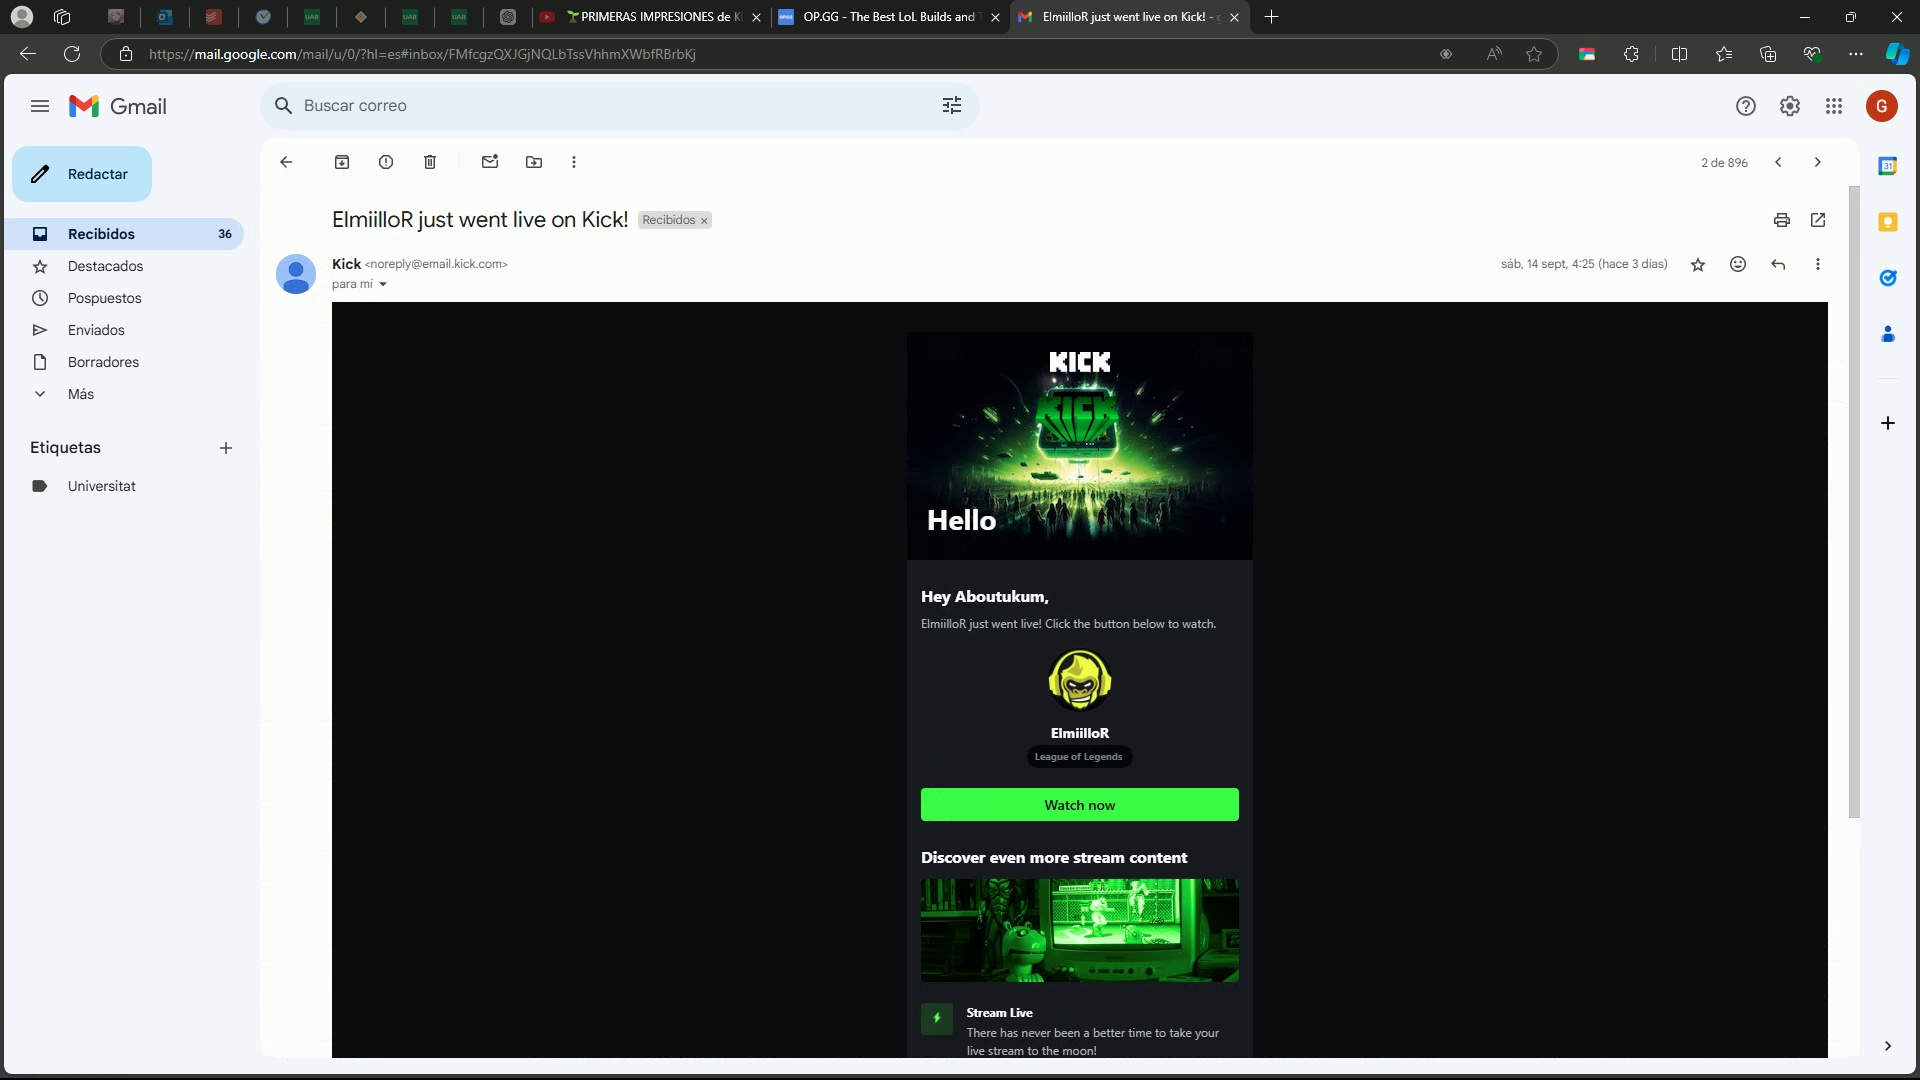 PRIMERAS IMPRESIONES de K
OP.GG - The Best LoL Builds and T
ElmiilloR just went live on Kick! -
https://mail.google.com/mail/u/0/?hl=es#inbox/FMfcgzQXJGjNQLbTssVhhmXWbfRBrbKj
Gmail
Buscar correo
G
Redactar
2 de 896
31
ElmiilloR just went live on Kick!
Recibidos ×
Recibidos 36
Destacados
Pospuestos
Enviados
Borradores
Más
Etiquetas
Universitat
Kick <noreply@email.kick.com>
sáb, 14 sept, 4:25 (hace 3 días)
para mí
KICK
KICK
Hello
Hey Aboutukum,
ElmiilloR just went live! Click the button below to watch.
ElmiilloR
League of Legends
Watch now
Discover even more stream content
Stream Live
There has never been a better time to take your
live stream to the moon!